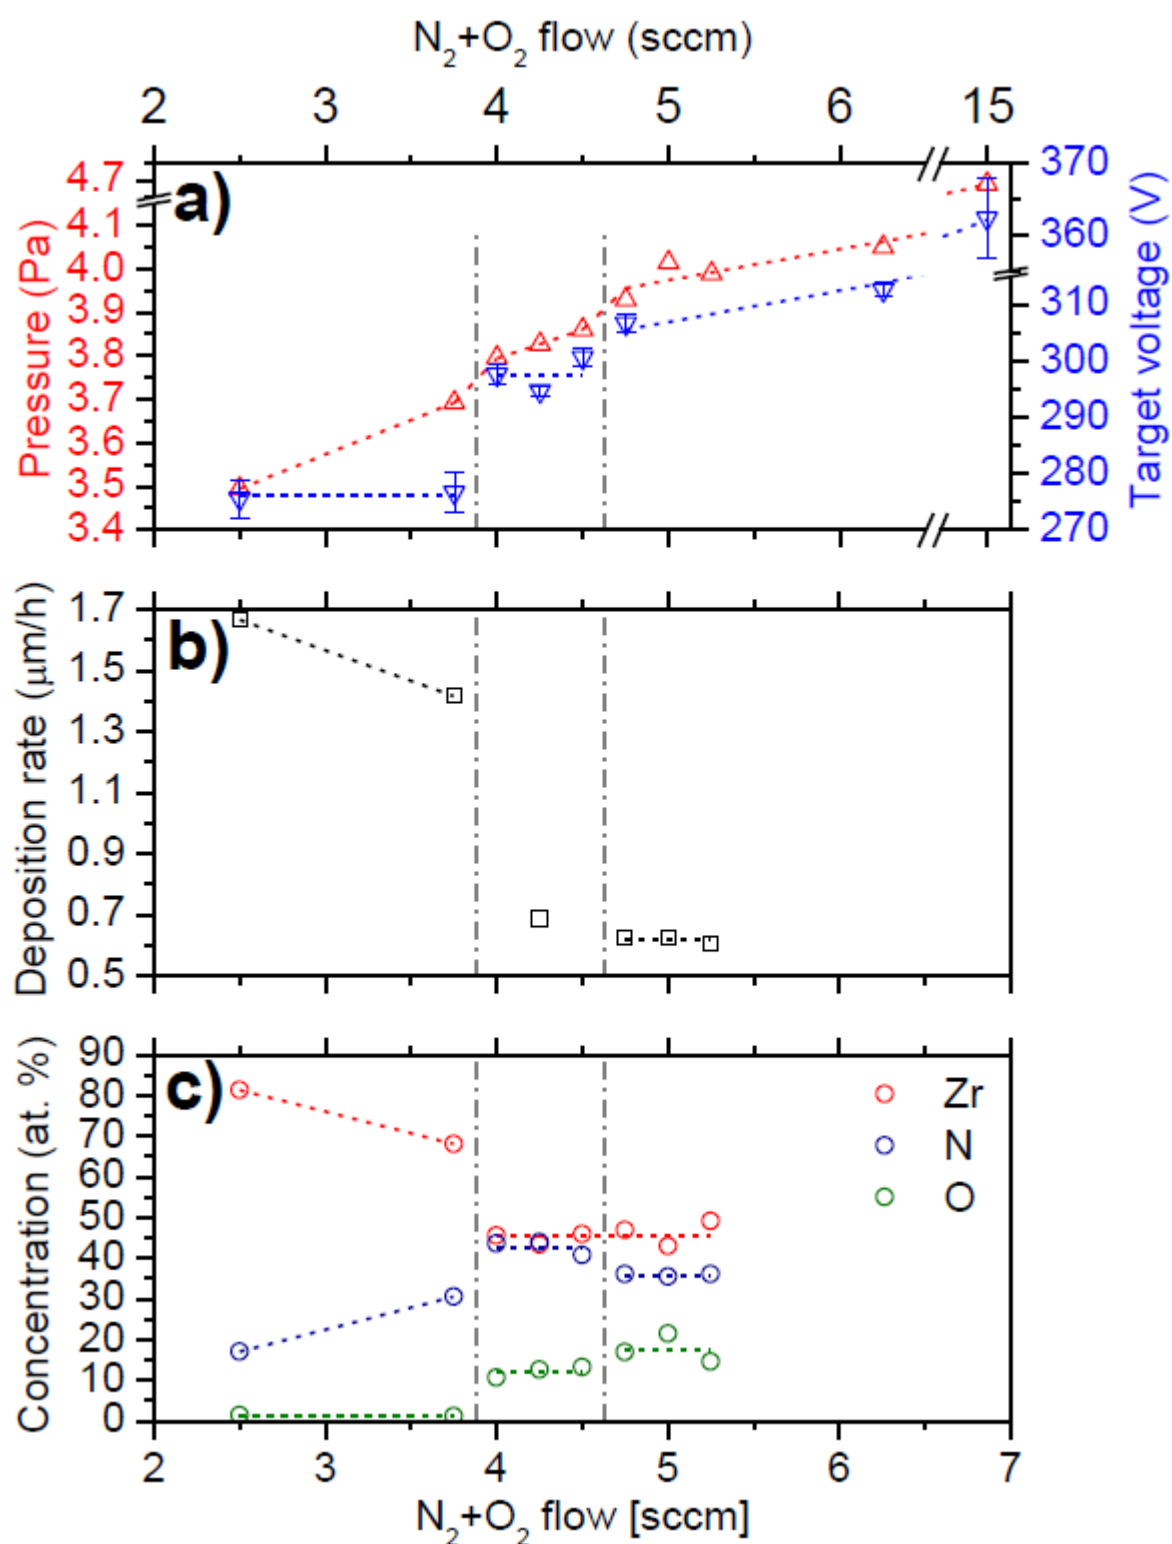 N2+O2 flow (sccm)
2 3 4 5 6 15
a)
Pressure (Pa)
4.7
4.1
4.0
3.9
3.8
3.7
3.6
3.5
3.4
370
360
310
300
290
280
270
Target voltage (V)
b)
Deposition rate (μm/h)
1.7
1.5
1.3
1.1
0.9
0.7
0.5
c)
Concentration (at. %)
90
80
70
60
50
40
30
20
10
0
Zr
N
O
2 3 4 5 6 7
N2+O2 flow [sccm]